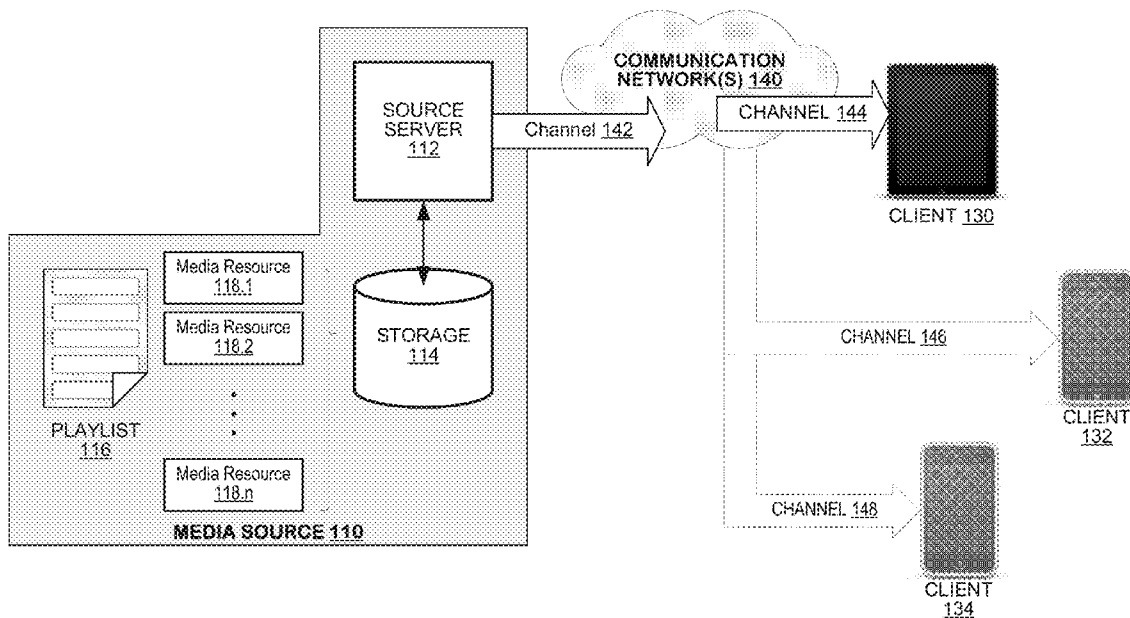 SOURCE
SERVER
112
Channel 142
COMMUNICATION
NETWORK(S) 140
CHANNEL 144
CLIENT 130
Media Resource
118.1
Media Resource
118.2
Media Resource
118.n
STORAGE
114
PLAYLIST
116
MEDIA SOURCE 110
CHANNEL 146
CLIENT
132
CHANNEL 148
CLIENT
134